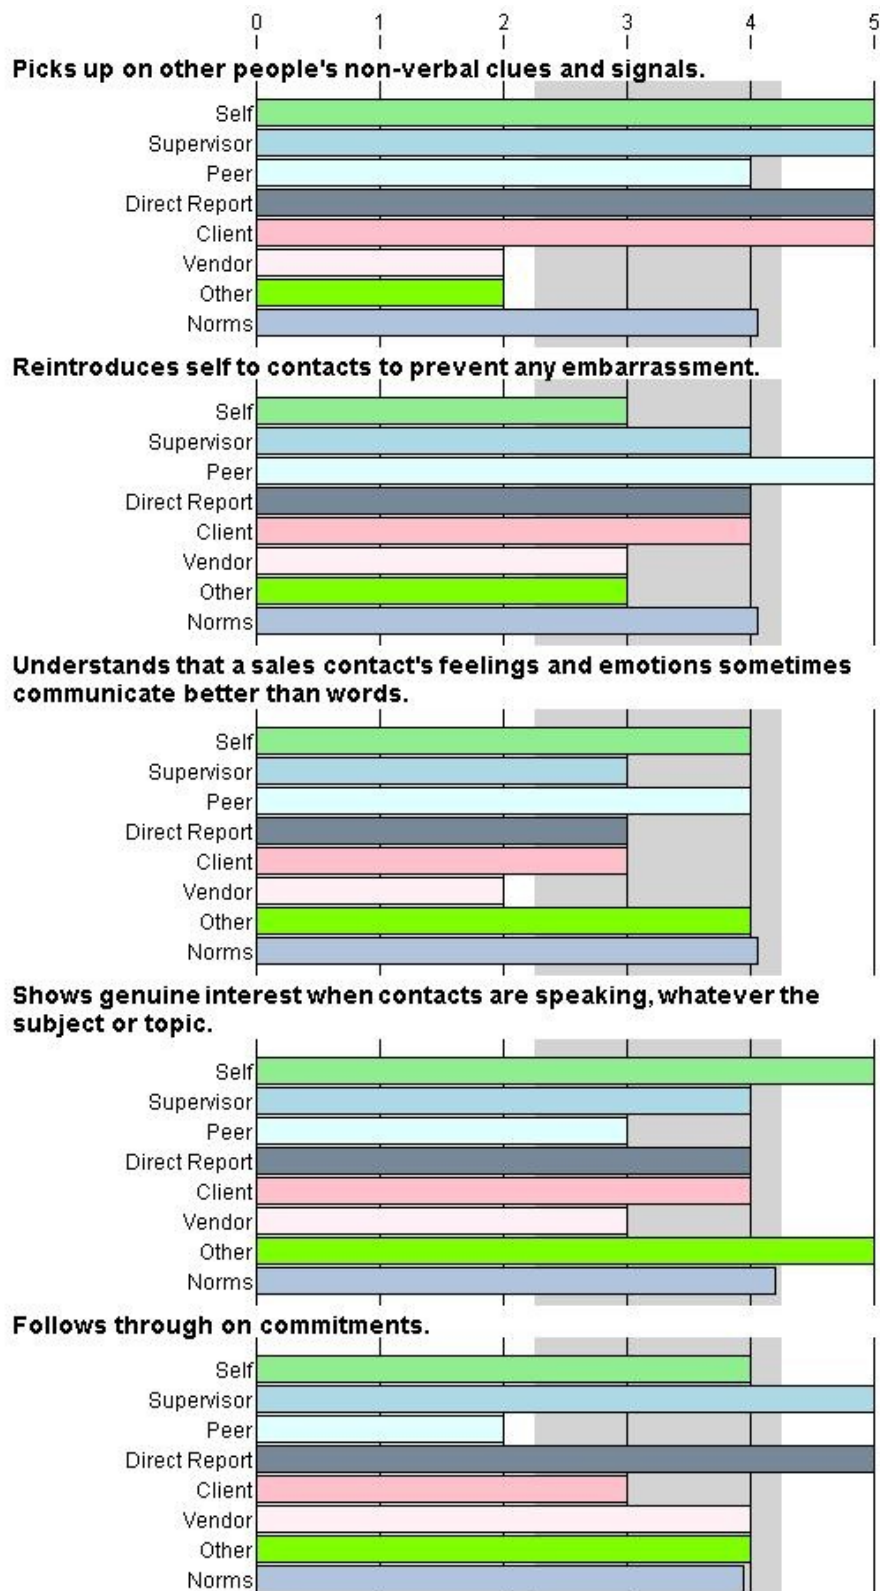 0 1 2 3 4 5
Picks up on other people's non-verbal clues and signals.
Self
Supervisor
Peer
Direct Report
Client
Vendor
Other
Norms
Reintroduces self to contacts to prevent any embarrassment.
Self
Supervisor
Peer
Direct Report
Client
Vendor
Other
Norms
Understands that a sales contact's feelings and emotions sometimes
communicate better than words.
Self
Supervisor
Peer
Direct Report
Client
Vendor
Other
Norms
Shows genuine interest when contacts are speaking, whatever the
subject or topic.
Self
Supervisor
Peer
Direct Report
Client
Vendor
Other
Norms
Follows through on commitments.
Self
Supervisor
Peer
Direct Report
Client
Vendor
Other
Norms